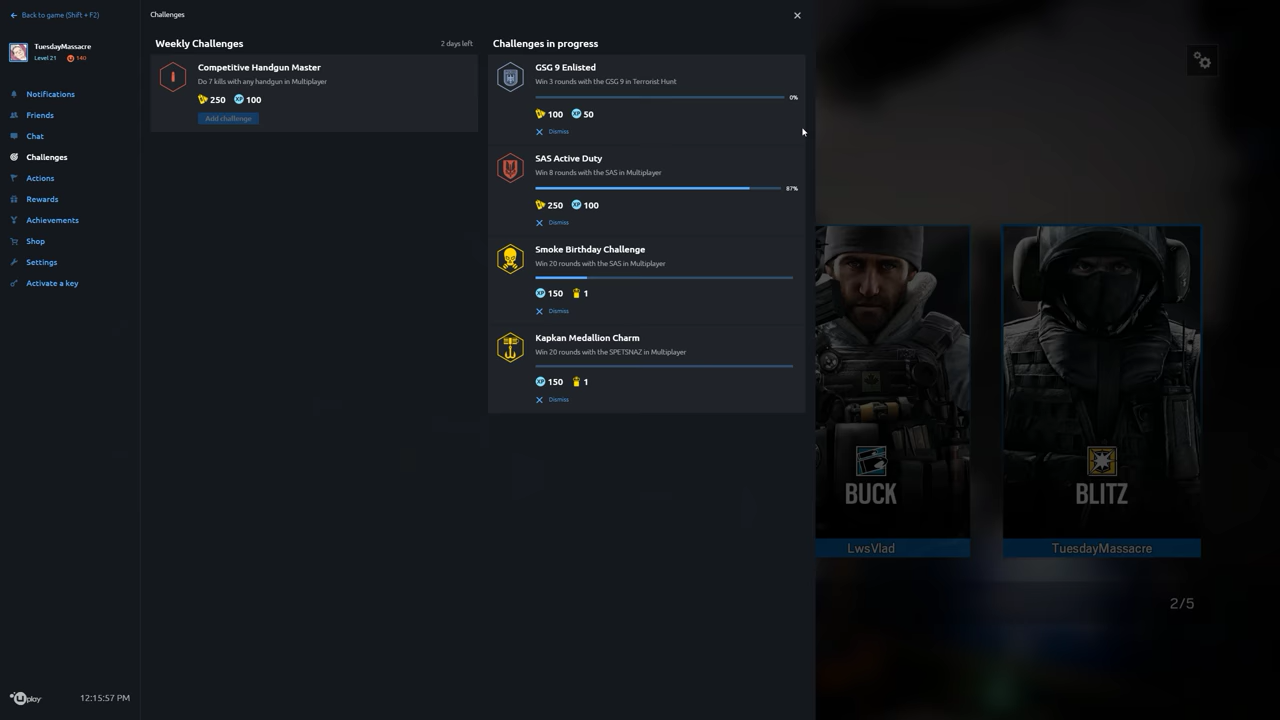 Back to game (Shift + F2)
TuesdayMassacre
Level 21 140
Notifications
Friends
Chat
Challenges
Actions
Rewards
Achievements
Shop
Settings
Activate a key
uplay
12:15:57 PM
Challenges
Weekly Challenges
2 days left
Competitive Handgun Master
Do 7 kills with any handgun in Multiplayer
250 XP 100
Add challenge
Challenges in progress
GSG 9 Enlisted
Win 3 rounds with the GSG 9 in Terrorist Hunt
0%
100 XP 50
Dismiss
SAS Active Duty
Win 8 rounds with the SAS in Multiplayer
87%
250 XP 100
Dismiss
Smoke Birthday Challenge
Win 20 rounds with the SAS in Multiplayer
XP 150 1
Dismiss
Kapkan Medallion Charm
Win 20 rounds with the SPETSNAZ in Multiplayer
XP 150 1
Dismiss
BUCK
LwsVlad
BLITZ
TuesdayMassacre
2/5